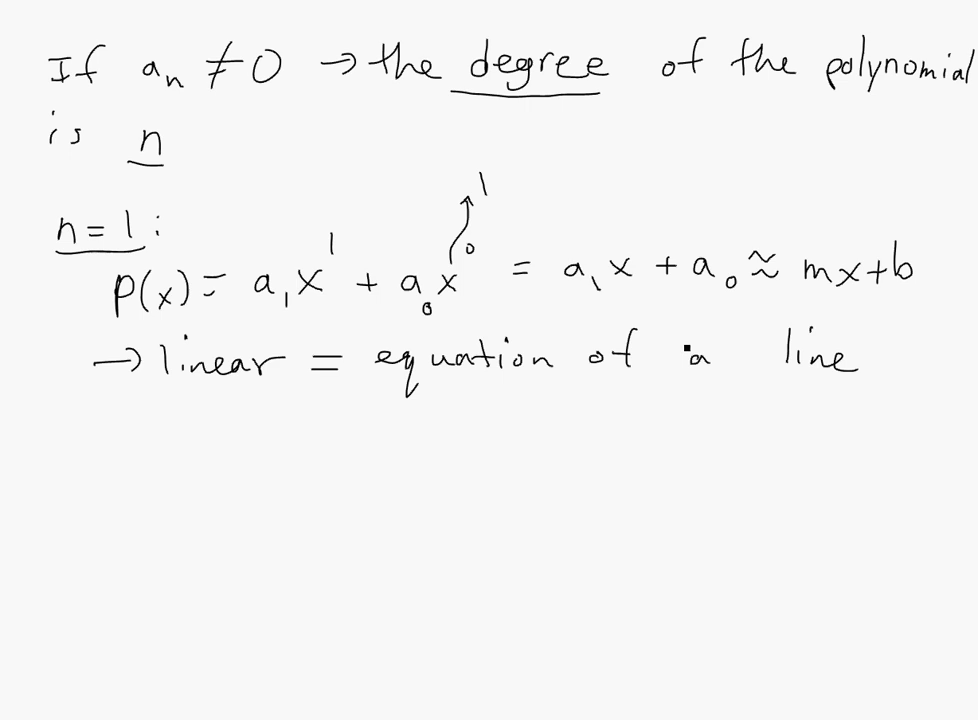 If aₙ ≠ 0 → the degree of the polynomial
is n
n = 1 :
p(x) = a₁x¹ + a₀x⁰ ↗ 1 = a₁x + a₀ ≈ mx+b
→ linear = equation of a line